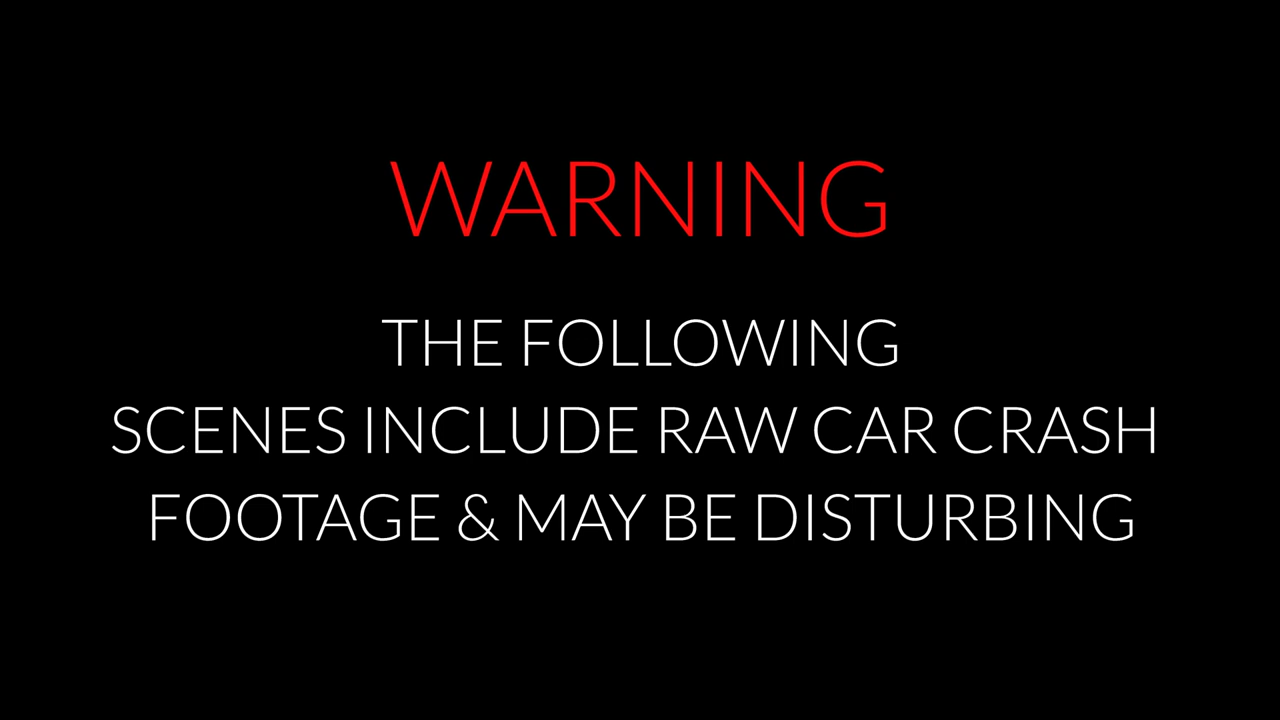 WARNING
THE FOLLOWING
SCENES INCLUDE RAW CAR CRASH
FOOTAGE & MAY BE DISTURBING